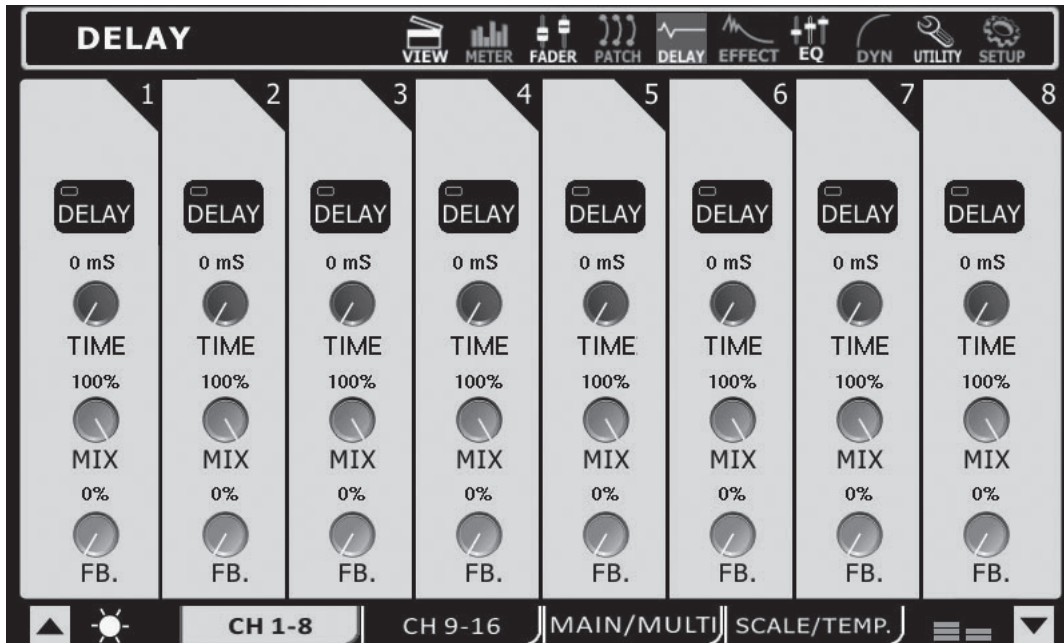 DELAY
VIEW METER FADER PATCH DELAY EFFECT EQ DYN UTILITY SETUP
1 2 3 4 5 6 7 8
DELAY DELAY DELAY DELAY DELAY DELAY DELAY DELAY
0 mS 0 mS 0 mS 0 mS 0 mS 0 mS 0 mS 0 mS
TIME TIME TIME TIME TIME TIME TIME TIME
100% 100% 100% 100% 100% 100% 100% 100%
MIX MIX MIX MIX MIX MIX MIX MIX
0% 0% 0% 0% 0% 0% 0% 0%
FB. FB. FB. FB. FB. FB. FB. FB.
CH 1-8 CH 9-16 MAIN/MULTI SCALE/TEMP.